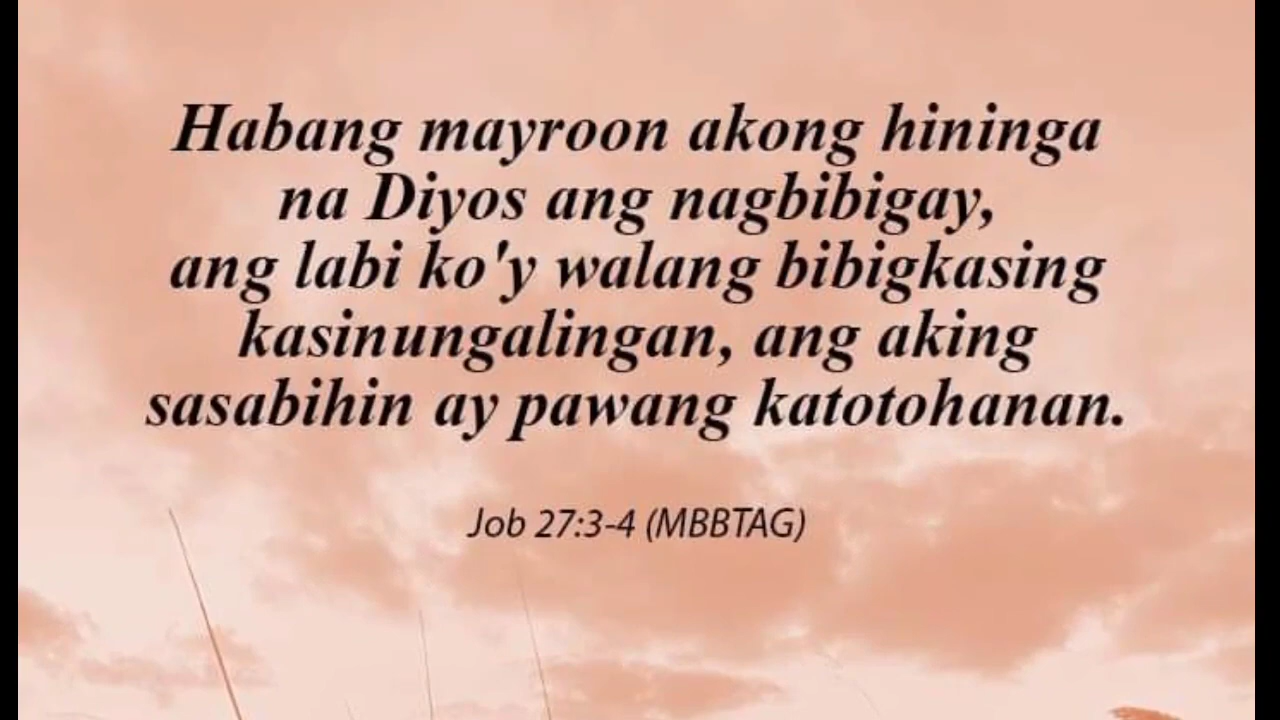 Habang mayroon akong hininga
na Diyos ang nagbibigay,
ang labi ko'y walang bibigkasing
kasinungalingan, ang aking
sasabihin ay pawang katotohanan.
Job 27:3-4 (MBBTAG)